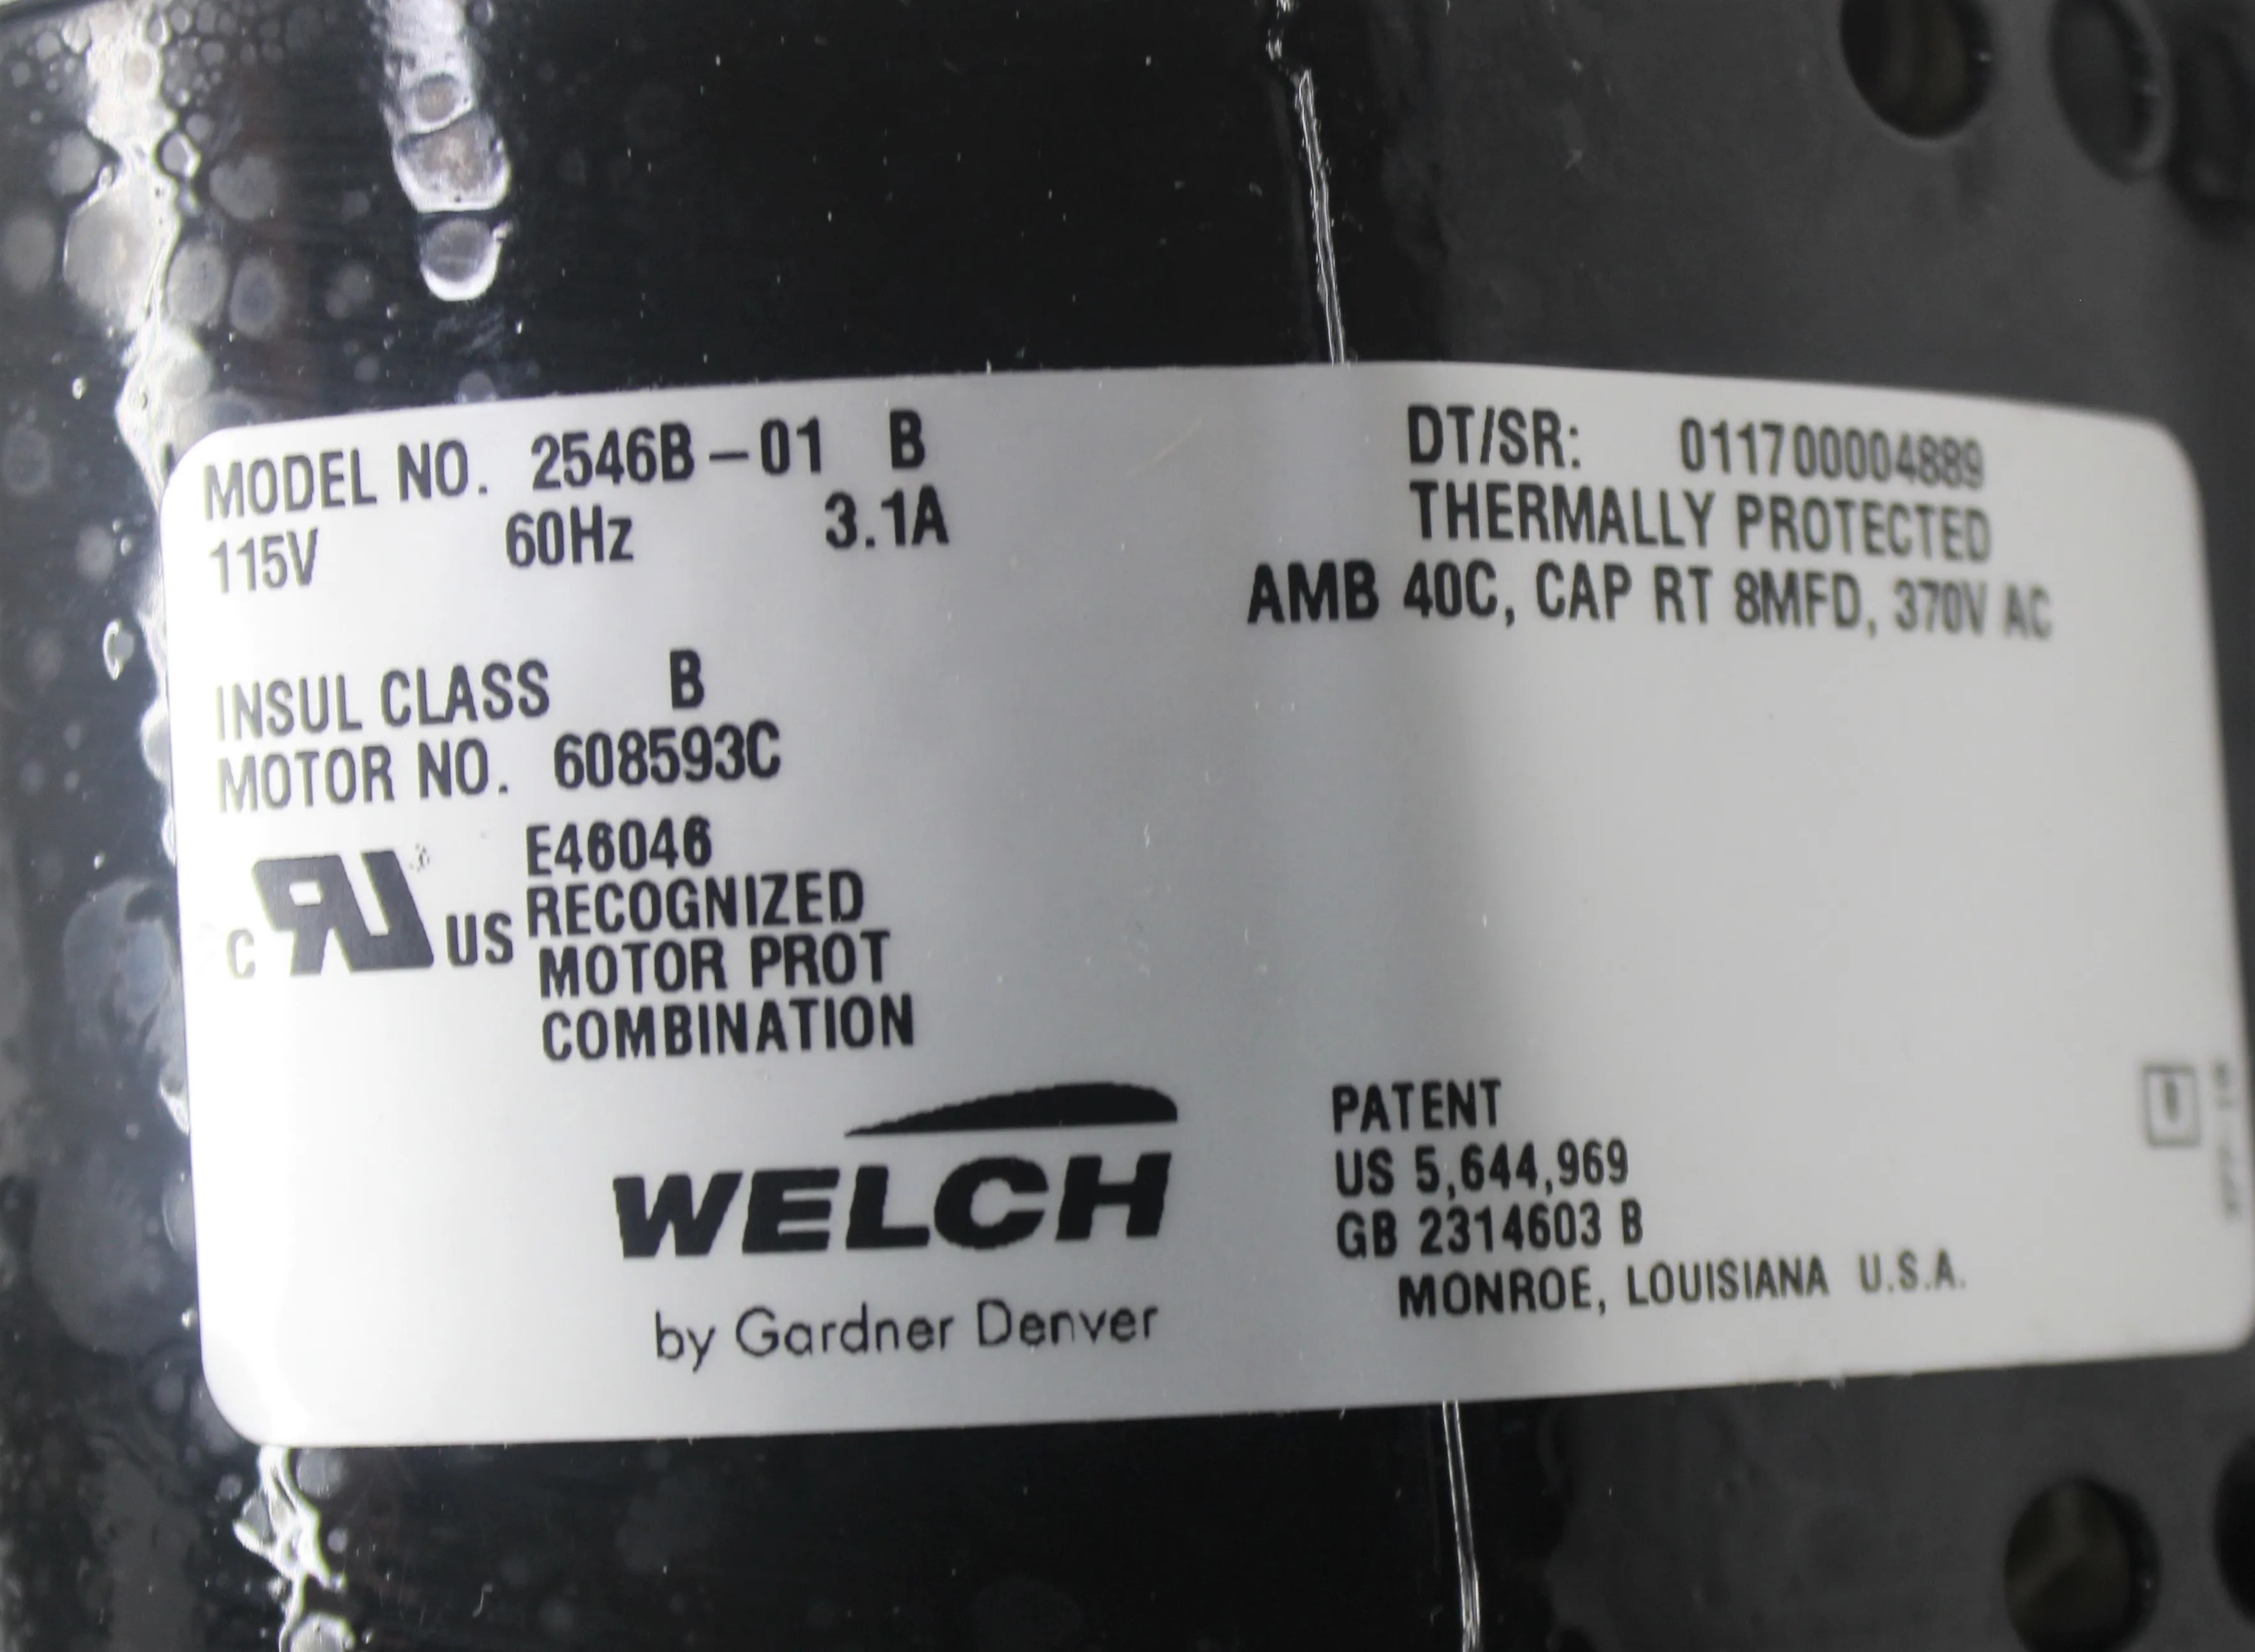 MODEL NO. 2546B-01 B
115V 60Hz 3.1A
DT/SR: 011700004889
THERMALLY PROTECTED
AMB 40C, CAP RT 8MFD, 370V AC
INSUL CLASS B
MOTOR NO. 608593C
C RU US
E46046
RECOGNIZED
MOTOR PROT
COMBINATION
WELCH
by Gardner Denver
PATENT
US 5,644,969
GB 2314603 B
MONROE, LOUISIANA U.S.A.